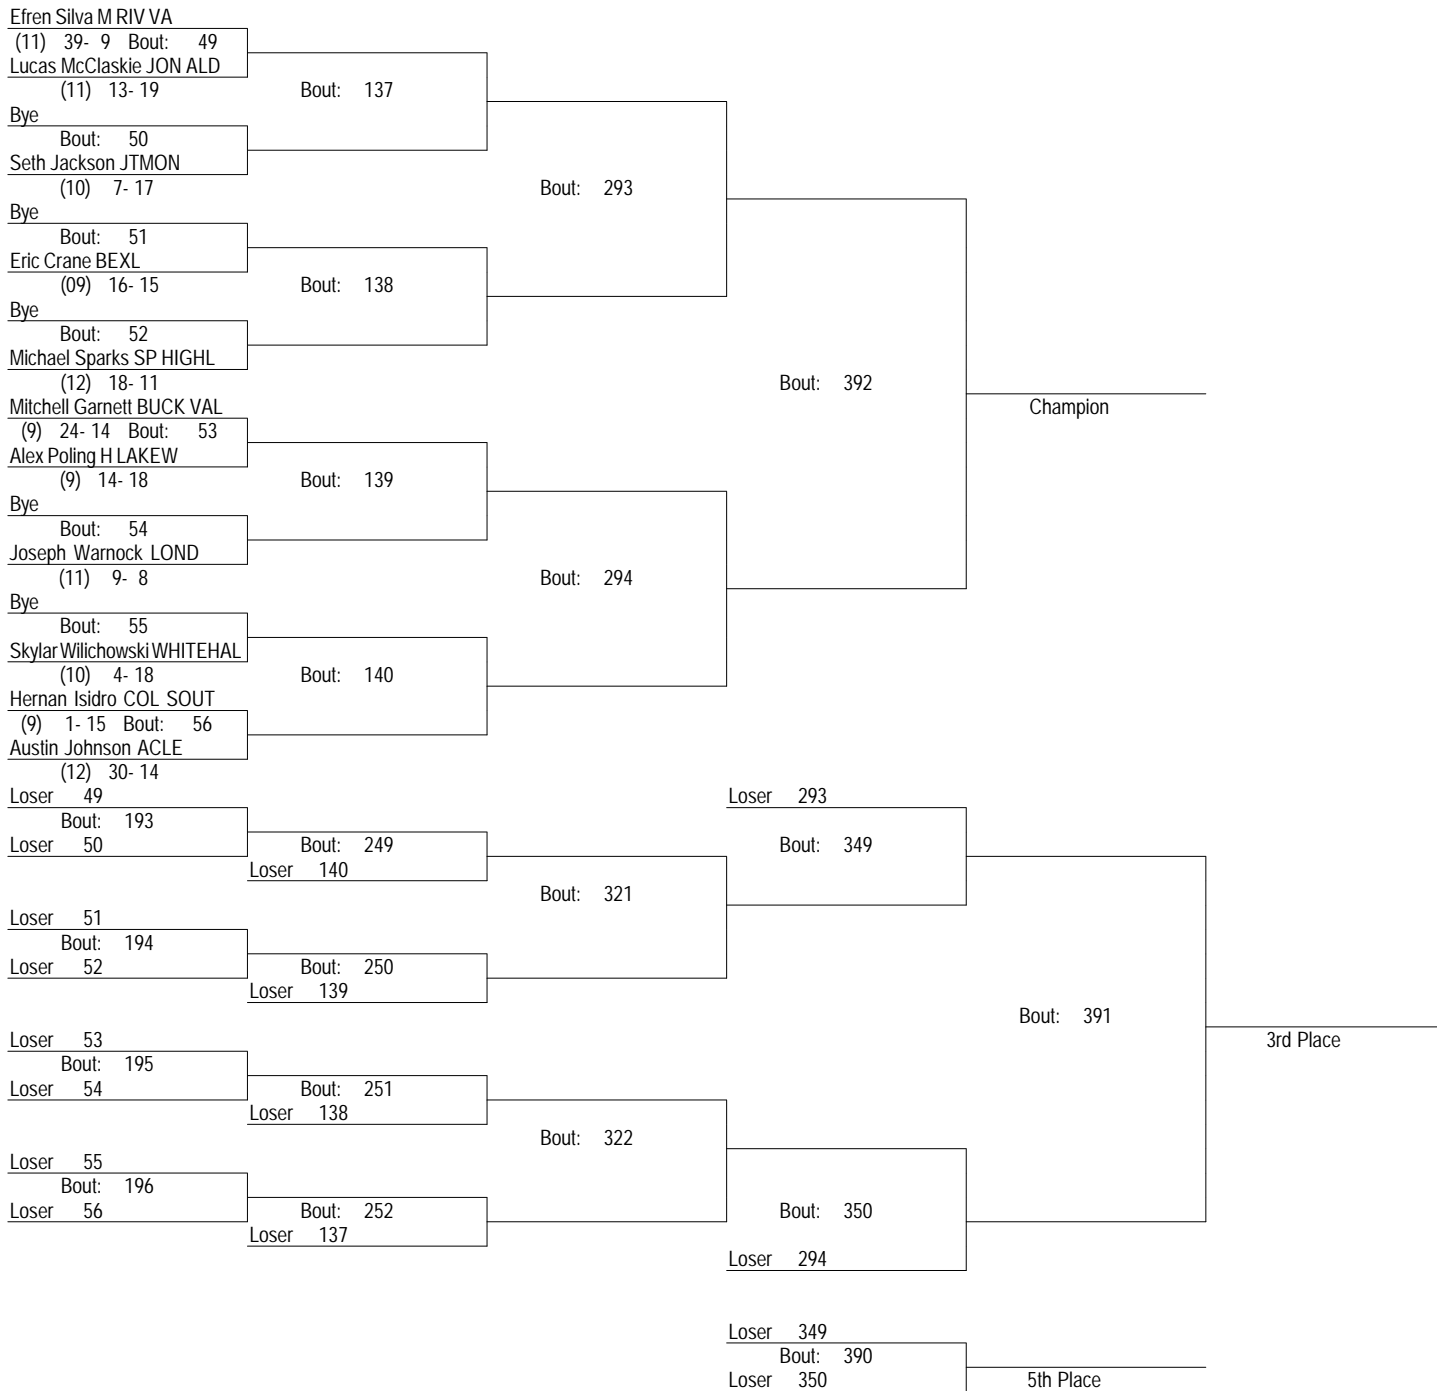 Efren Silva M RIV VA
(11) 39- 9 Bout: 49
Lucas McClaskie JON ALD
(11) 13- 19
Bout: 137
Bye
Bout: 50
Seth Jackson JTMON
(10) 7- 17
Bout: 293
Bye
Bout: 51
Eric Crane BEXL
(09) 16- 15
Bout: 138
Bye
Bout: 52
Michael Sparks SP HIGHL
(12) 18- 11
Bout: 392
Champion
Mitchell Garnett BUCK VAL
(9) 24- 14 Bout: 53
Alex Poling H LAKEW
(9) 14- 18
Bout: 139
Bye
Bout: 54
Joseph Warnock LOND
(11) 9- 8
Bout: 294
Bye
Bout: 55
Skylar Wilichowski WHITEHAL
(10) 4- 18
Bout: 140
Hernan Isidro COL SOUT
(9) 1- 15 Bout: 56
Austin Johnson ACLE
(12) 30- 14
Loser 49
Bout: 193
Loser 50
Bout: 249
Loser 140
Loser 293
Bout: 349
Bout: 321
Loser 51
Bout: 194
Loser 52
Bout: 250
Loser 139
Bout: 391
3rd Place
Loser 53
Bout: 195
Loser 54
Bout: 251
Loser 138
Bout: 322
Loser 55
Bout: 196
Loser 56
Bout: 252
Loser 137
Bout: 350
Loser 294
Loser 349
Bout: 390
Loser 350
5th Place